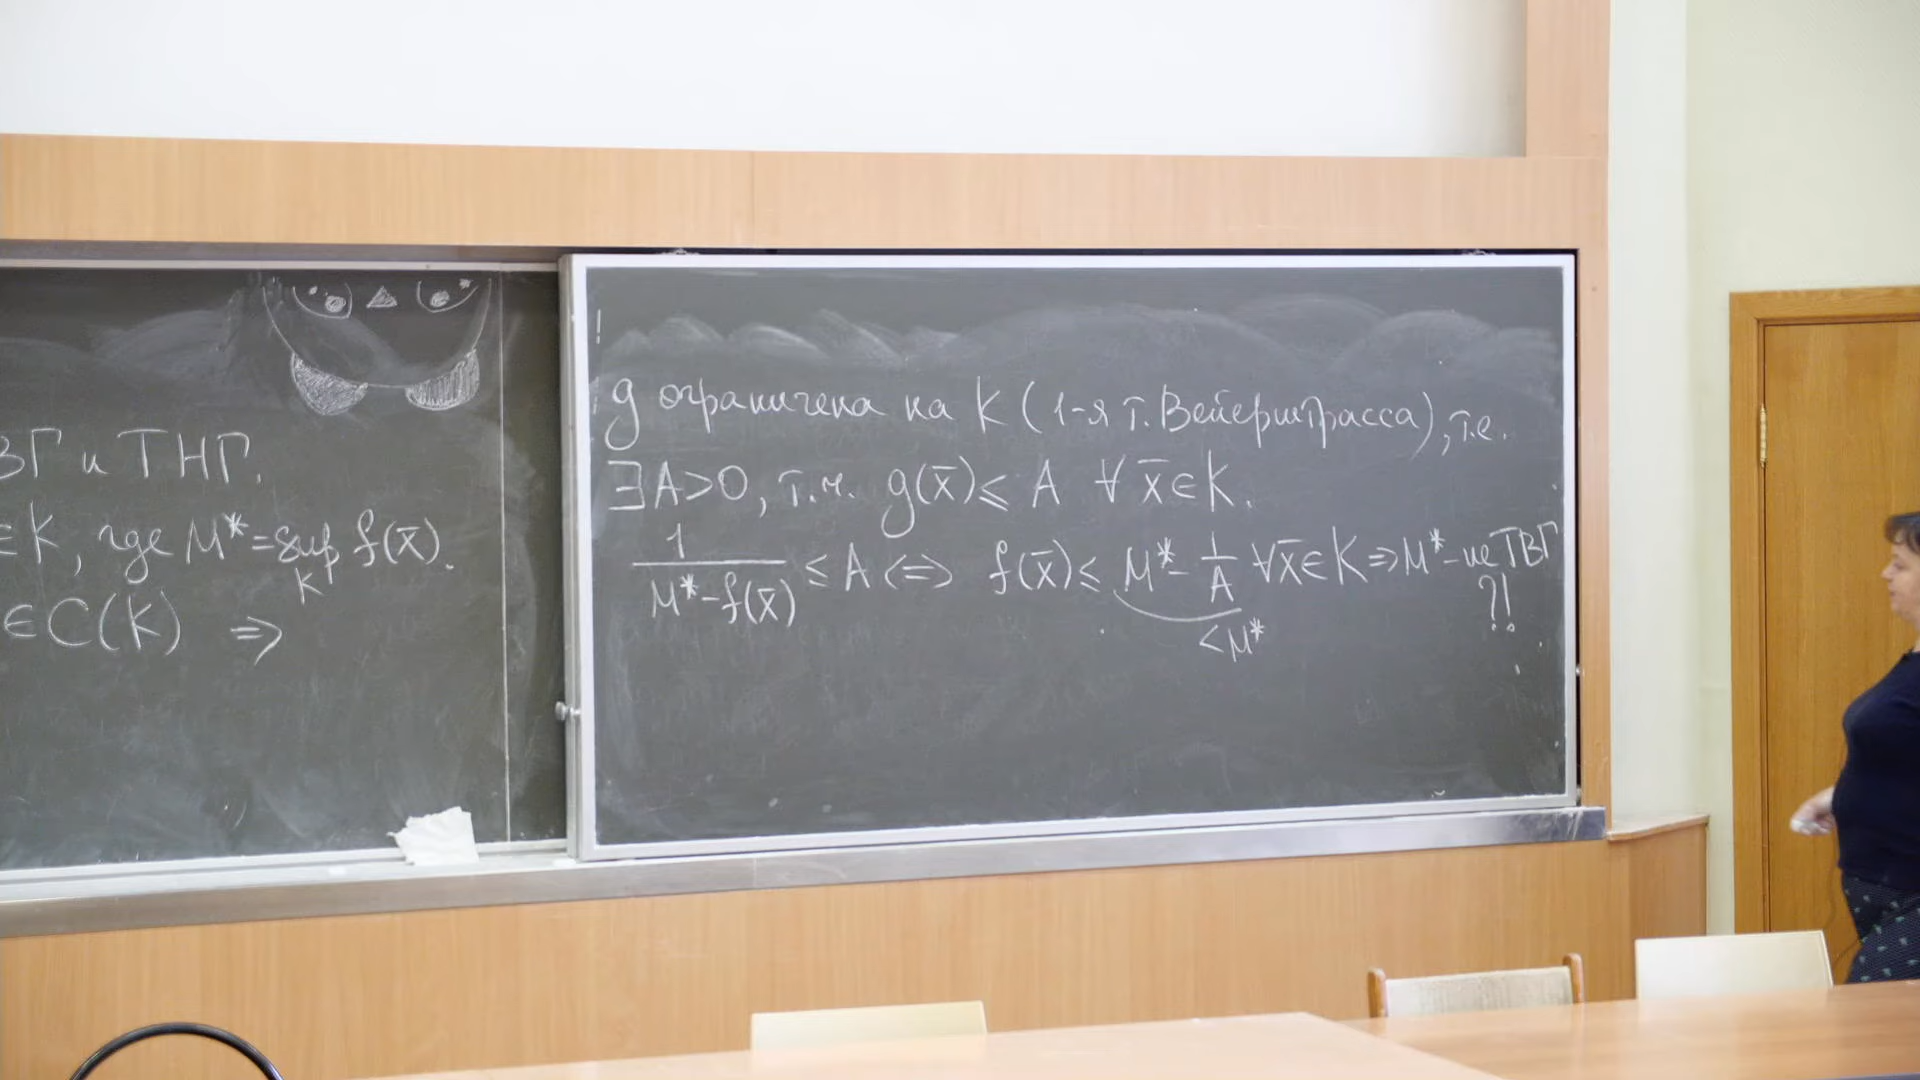 ВГ и ТНГ.
∈K, где M*=sup f(x̄).
K
∈C(K) ⇒
g ограничена на K (1-я т. Вейерштрасса), т.е.
∃A>0, т.ч. g(x̄)⩽A ∀x̄∈K.
1/(M*-f(x̄)) ⩽ A ⇔ f(x̄)⩽ M*-1/A ∀x̄∈K ⇒ M*-не ТВГ
?!
<M*